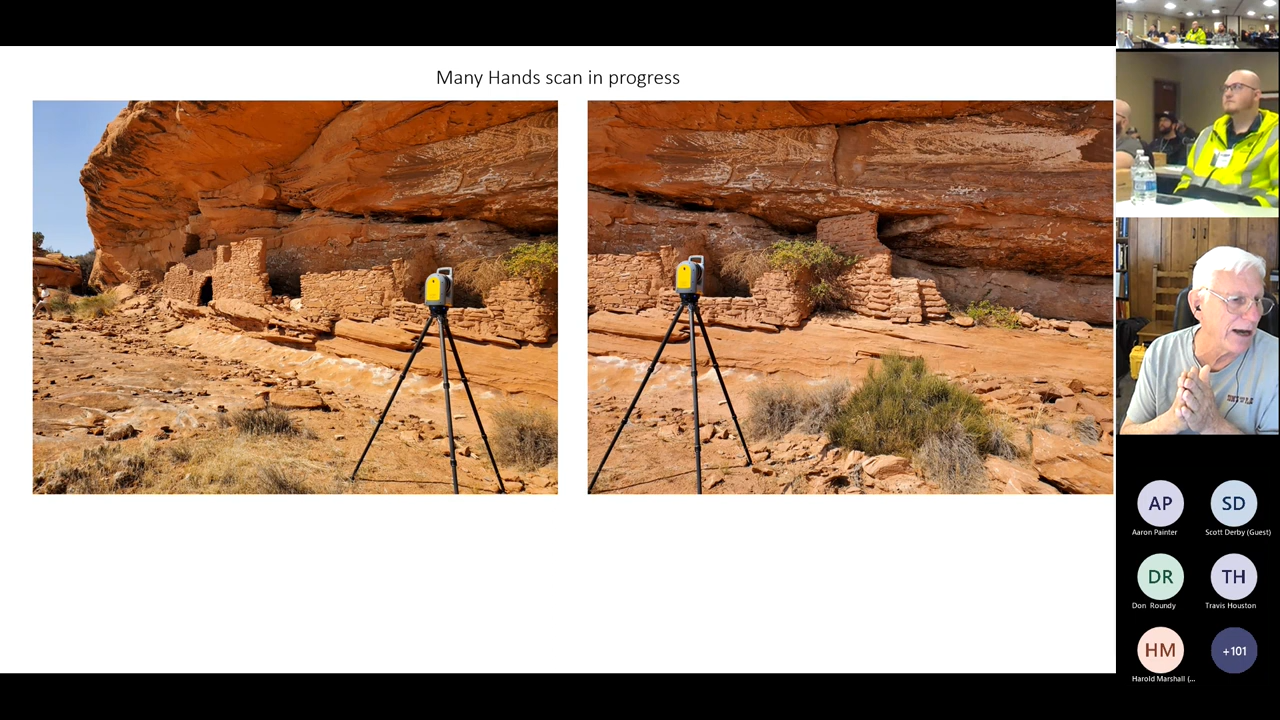 Many Hands scan in progress
AP
SD
Aaron Painter
Scott Derby (Guest)
DR
TH
Don Roundy
Travis Houston
HM
+101
Harold Marshall (...